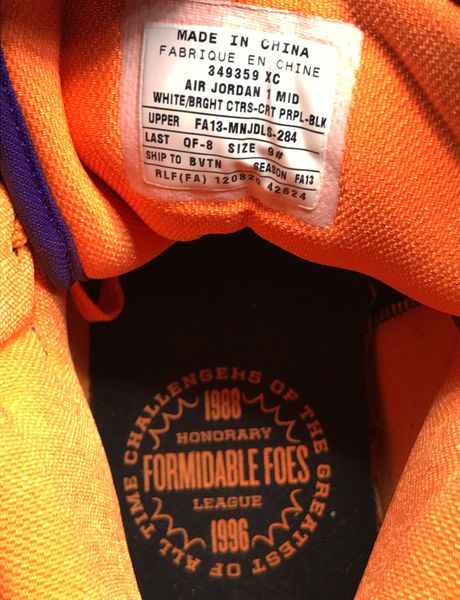 MADE IN CHINA
FABRIQUE EN CHINE
349359 XC
AIR JORDAN 1 MID
WHITE/BRGHT CTRS-CRT PRPL-BLK
UPPER FA13-MNJDLS-284
LAST QF-8 SIZE 9#
SHIP TO BVTN SEASON FA13
RLF(FA) 120820 42624
CHALLENGERS OF THE GREATEST OF ALL TIME
1988
HONORARY
FORMIDABLE FOES
LEAGUE
1996